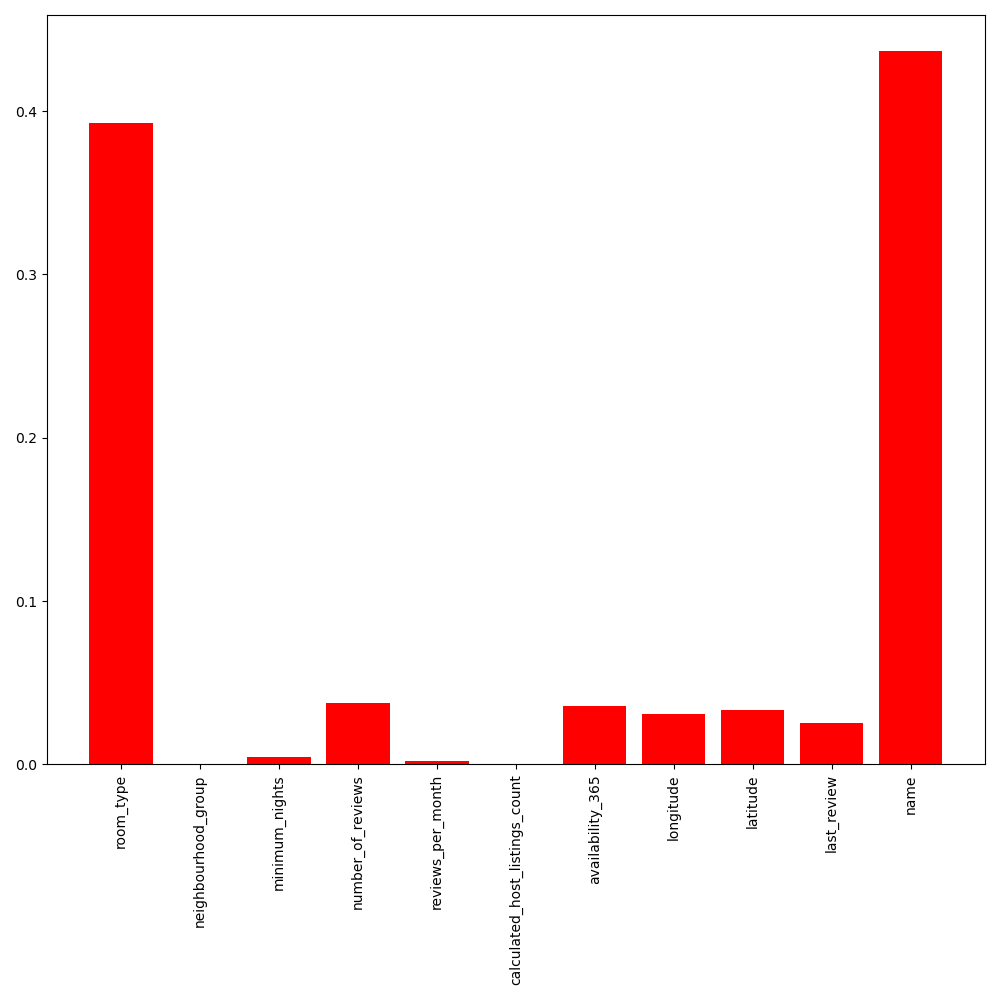 0.4
0.3
0.2
0.1
0.0
room_type
neighbourhood_group
minimum_nights
number_of_reviews
reviews_per_month
calculated_host_listings_count
availability_365
longitude
latitude
last_review
name